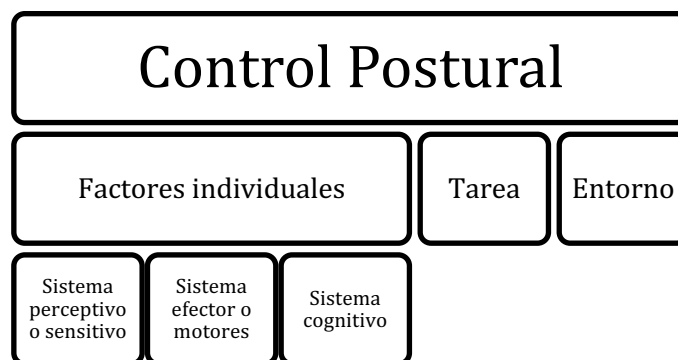 Control Postural
Factores individuales
Tarea
Entorno
Sistema
perceptivo
o sensitivo
Sistema
efector o
motores
Sistema
cognitivo